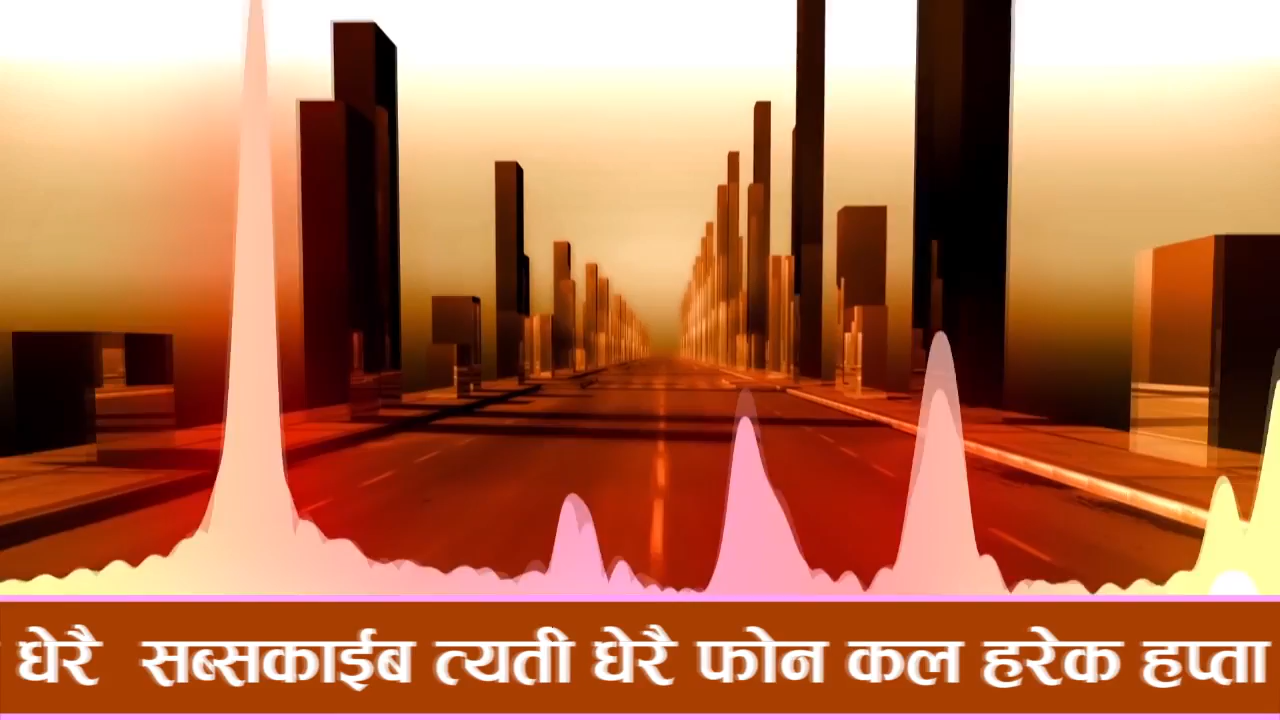 धेरै सब्सकाईब त्यती धेरै फोन कल हरेक हप्ता